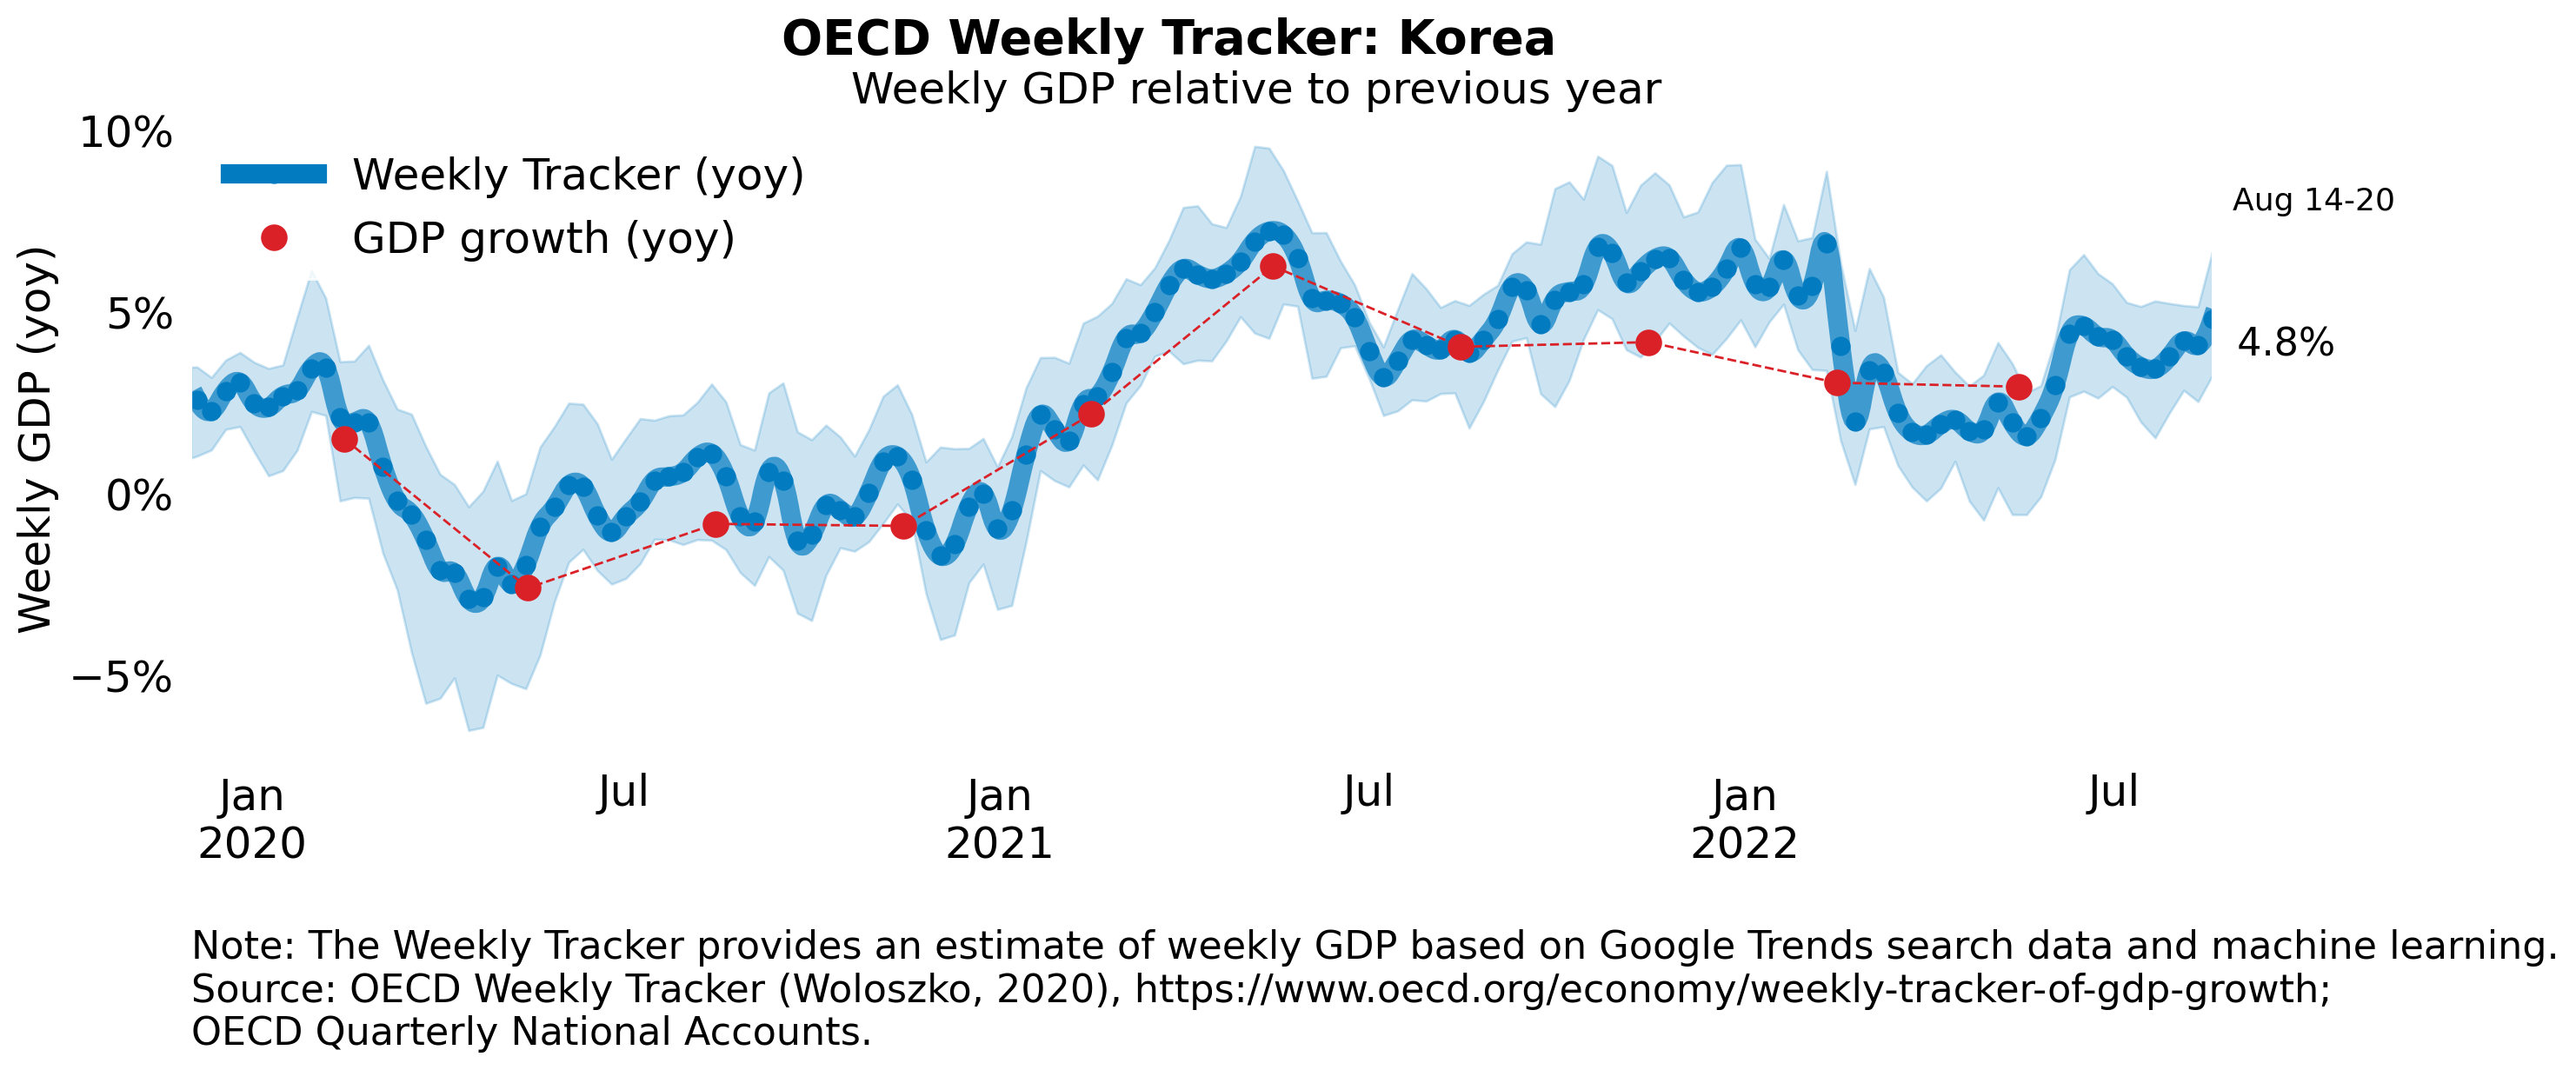 OECD Weekly Tracker: Korea
Weekly GDP relative to previous year
10%
5%
0%
−5%
Weekly GDP (yoy)
Weekly Tracker (yoy)
GDP growth (yoy)
Aug 14-20
4.8%
Jan
2020
Jul
Jan
2021
Jul
Jan
2022
Jul
Note: The Weekly Tracker provides an estimate of weekly GDP based on Google Trends search data and machine learning.
Source: OECD Weekly Tracker (Woloszko, 2020), https://www.oecd.org/economy/weekly-tracker-of-gdp-growth;
OECD Quarterly National Accounts.